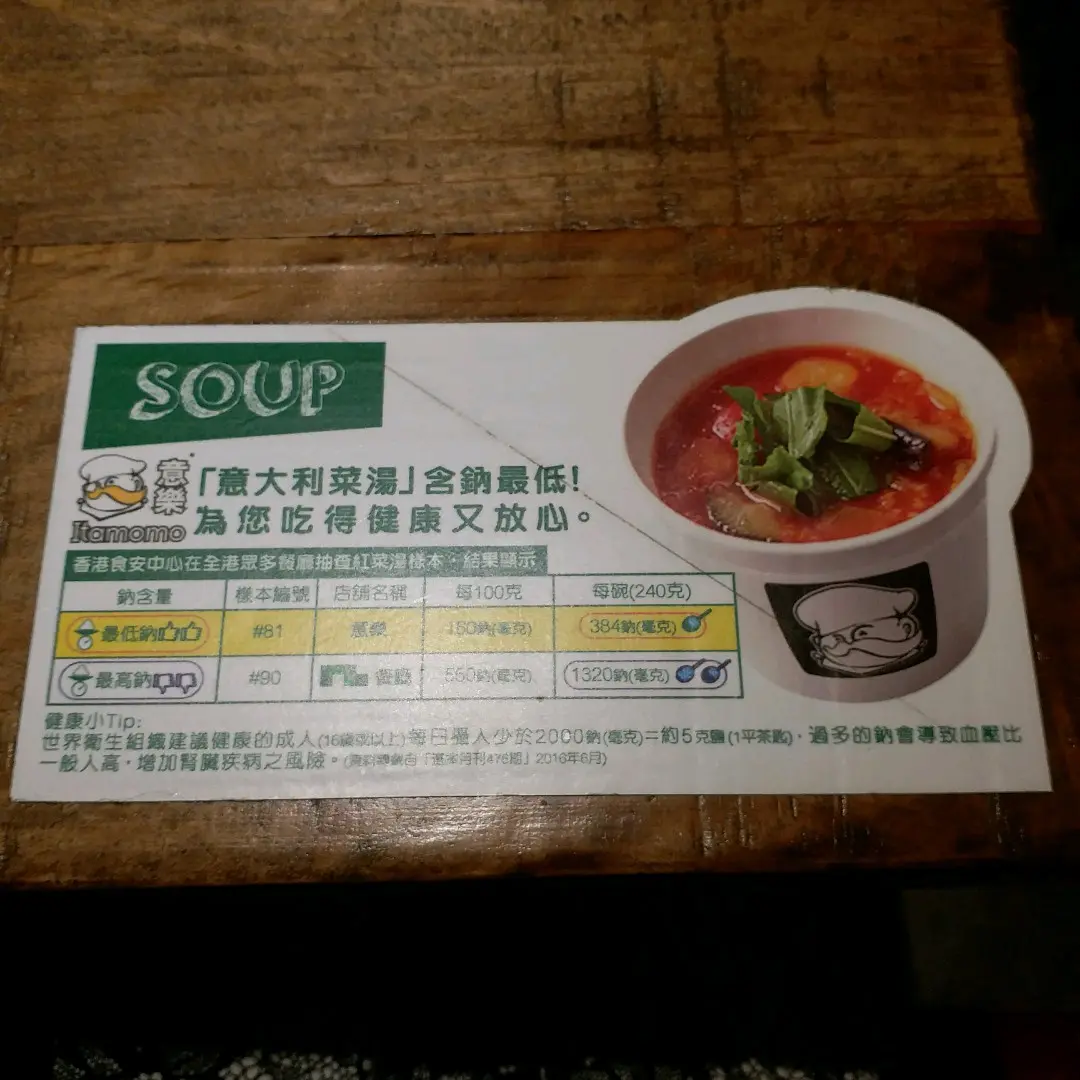 SOUP
意樂
Itamomo
「意大利菜湯」含鈉最低!
為您吃得健康又放心。
香港食安中心在全港眾多餐廳抽查紅菜湯樣本，結果顯示
鈉含量 樣本編號 店舖名稱 每100克 每碗(240克)
最低鈉 #81 意樂 160鈉(毫克) 384鈉(毫克)
最高鈉 #90 餐廳 550鈉(毫克) 1320鈉(毫克)
健康小Tip:
世界衛生組織建議健康的成人(16歲或以上)每日攝入少於2000鈉(毫克)=約5克鹽(1平茶匙)，過多的鈉會導致血壓比
一般人高，增加腎臟疾病之風險。(資料 476期」2016年6月)